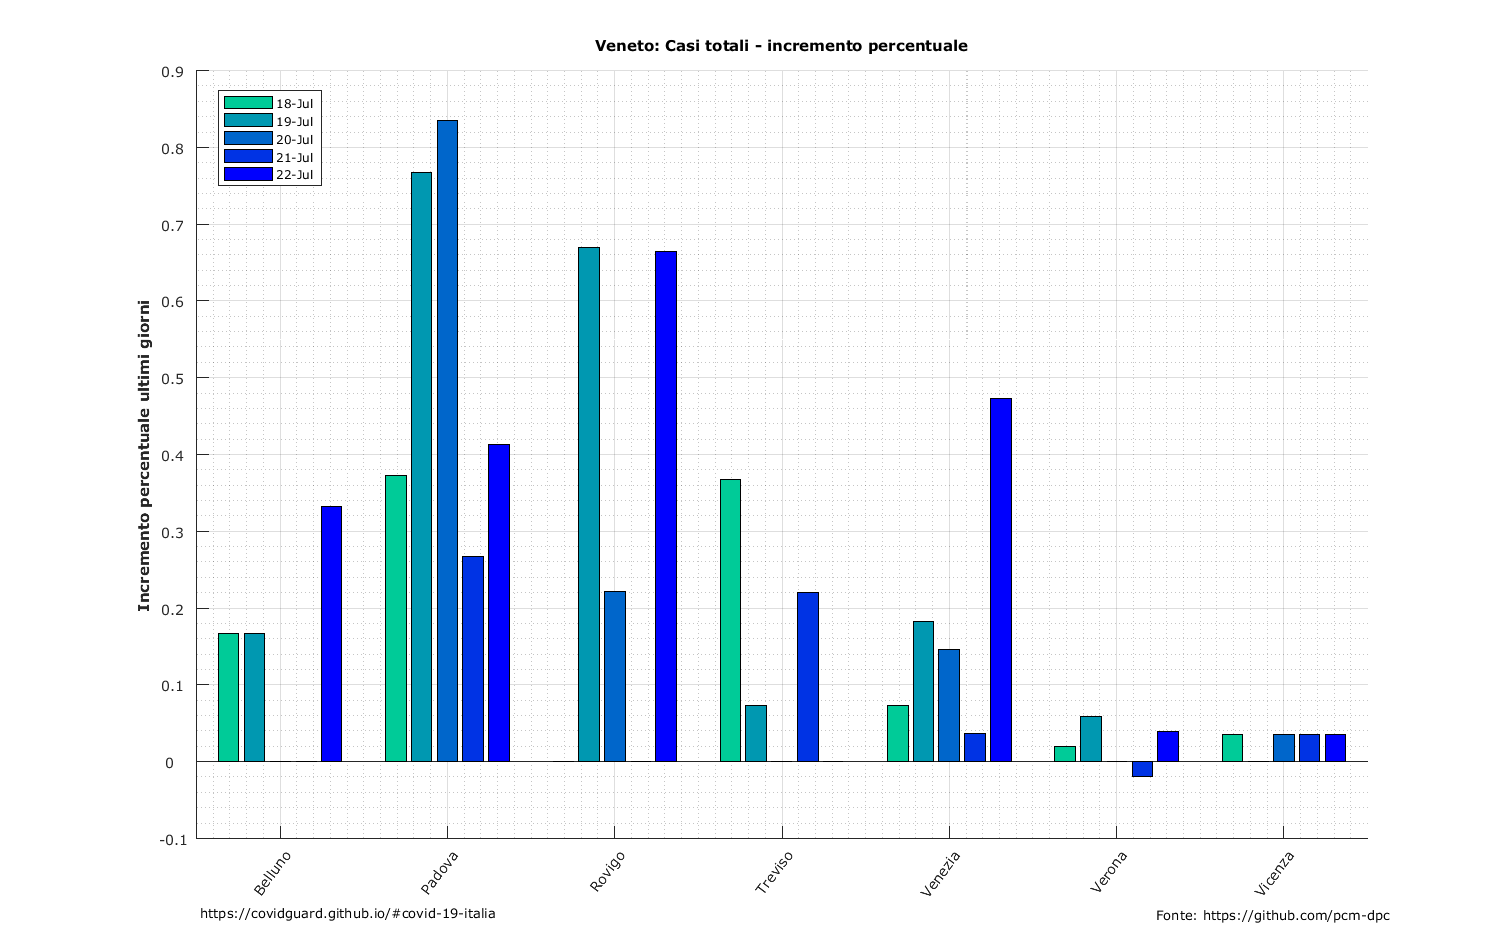 Veneto: Casi totali - incremento percentuale
0.9
0.8
0.7
0.6
0.5
0.4
0.3
0.2
0.1
0
-0.1
Incremento percentuale ultimi giorni
18-Jul
19-Jul
20-Jul
21-Jul
22-Jul
Belluno
Padova
Rovigo
Treviso
Venezia
Verona
Vicenza
https://covidguard.github.io/#covid-19-italia
Fonte: https://github.com/pcm-dpc